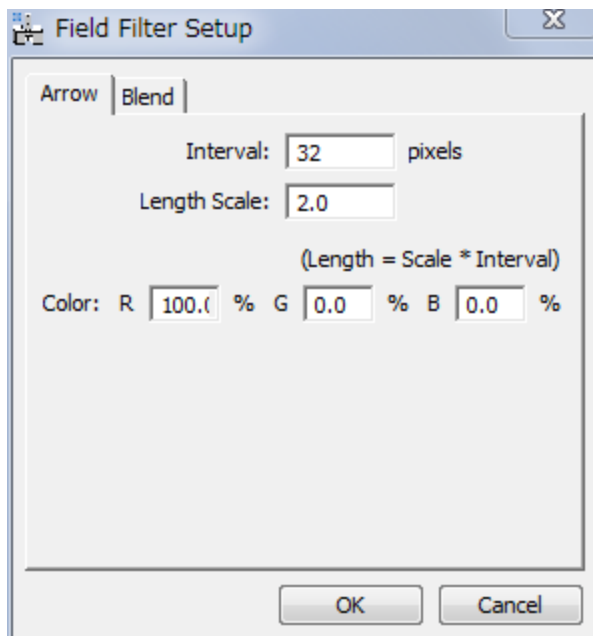 Field Filter Setup
Arrow Blend
Interval: 32 pixels
Length Scale: 2.0
(Length = Scale * Interval)
Color: R 100.( % G 0.0 % B 0.0 %
OK Cancel